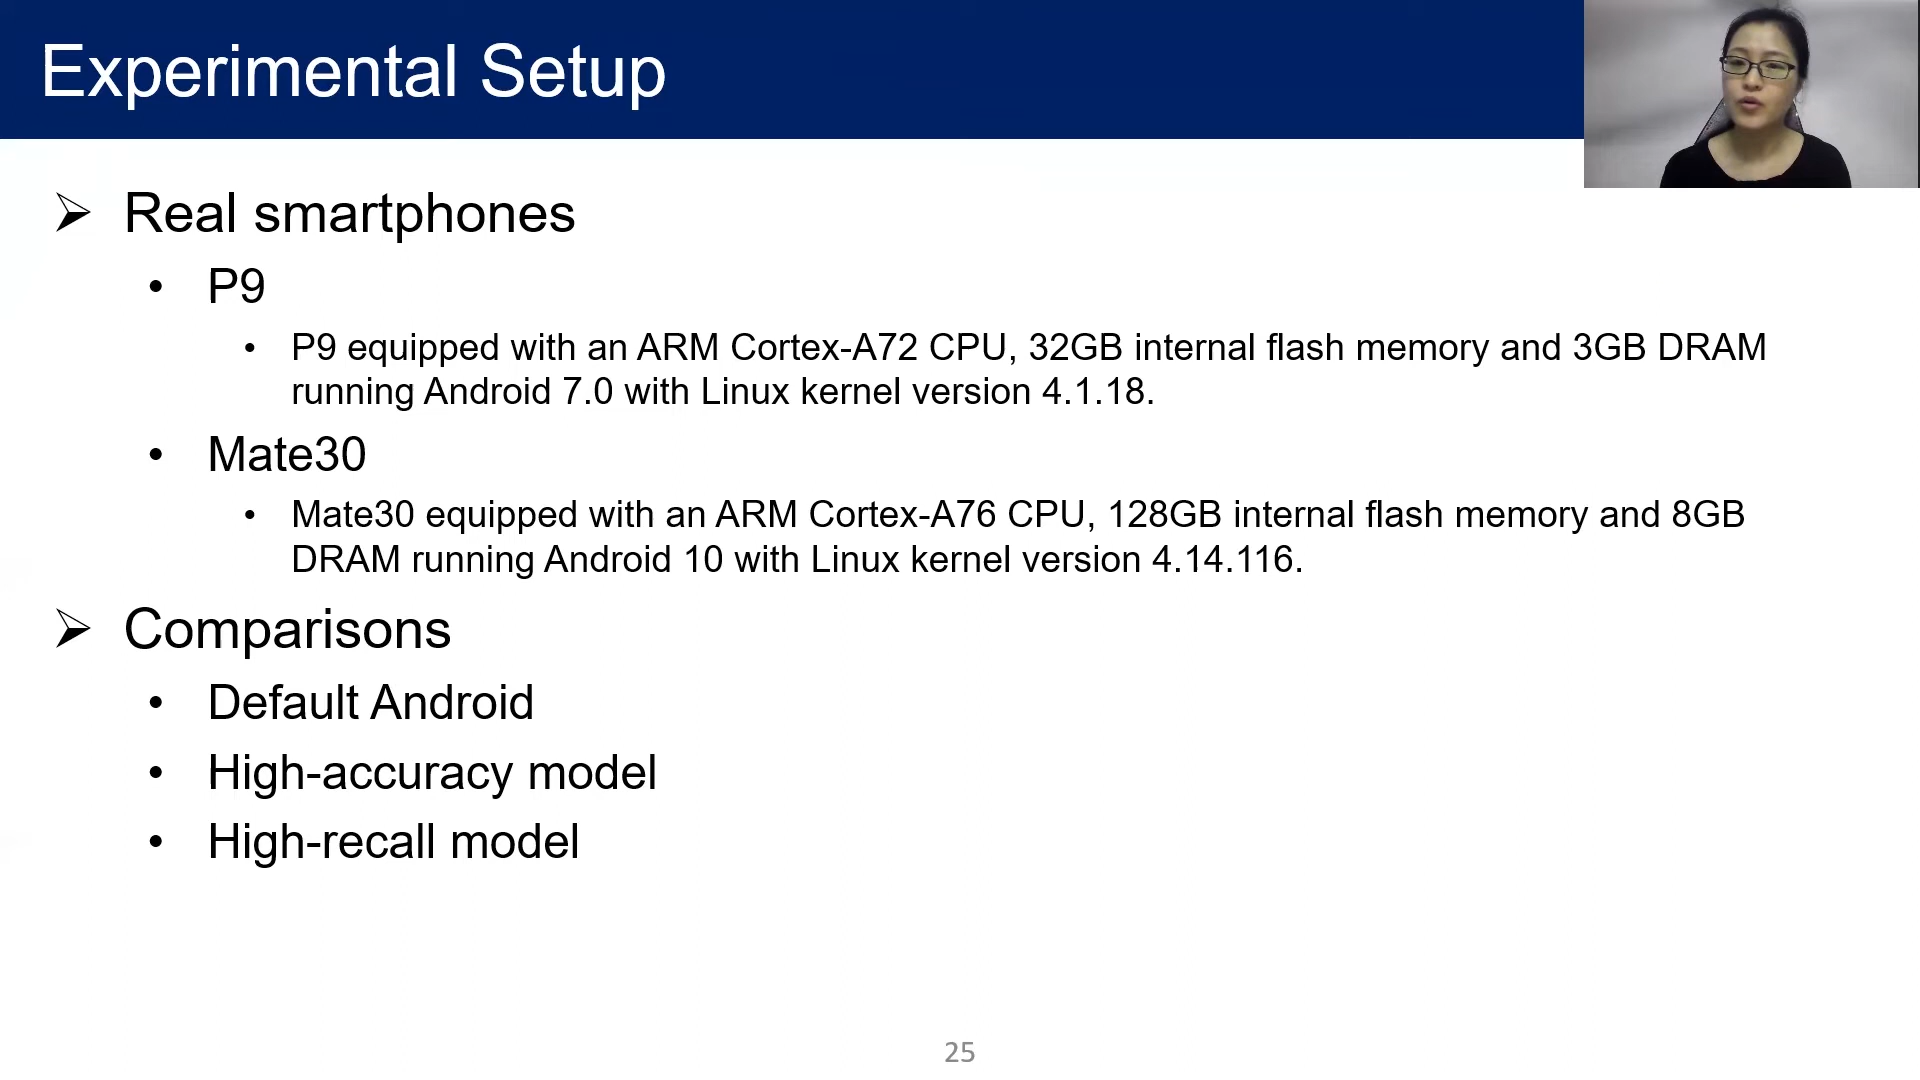 Experimental Setup
Real smartphones
P9
P9 equipped with an ARM Cortex-A72 CPU, 32GB internal flash memory and 3GB DRAM
running Android 7.0 with Linux kernel version 4.1.18.
Mate30
Mate30 equipped with an ARM Cortex-A76 CPU, 128GB internal flash memory and 8GB
DRAM running Android 10 with Linux kernel version 4.14.116.
Comparisons
Default Android
High-accuracy model
High-recall model
25